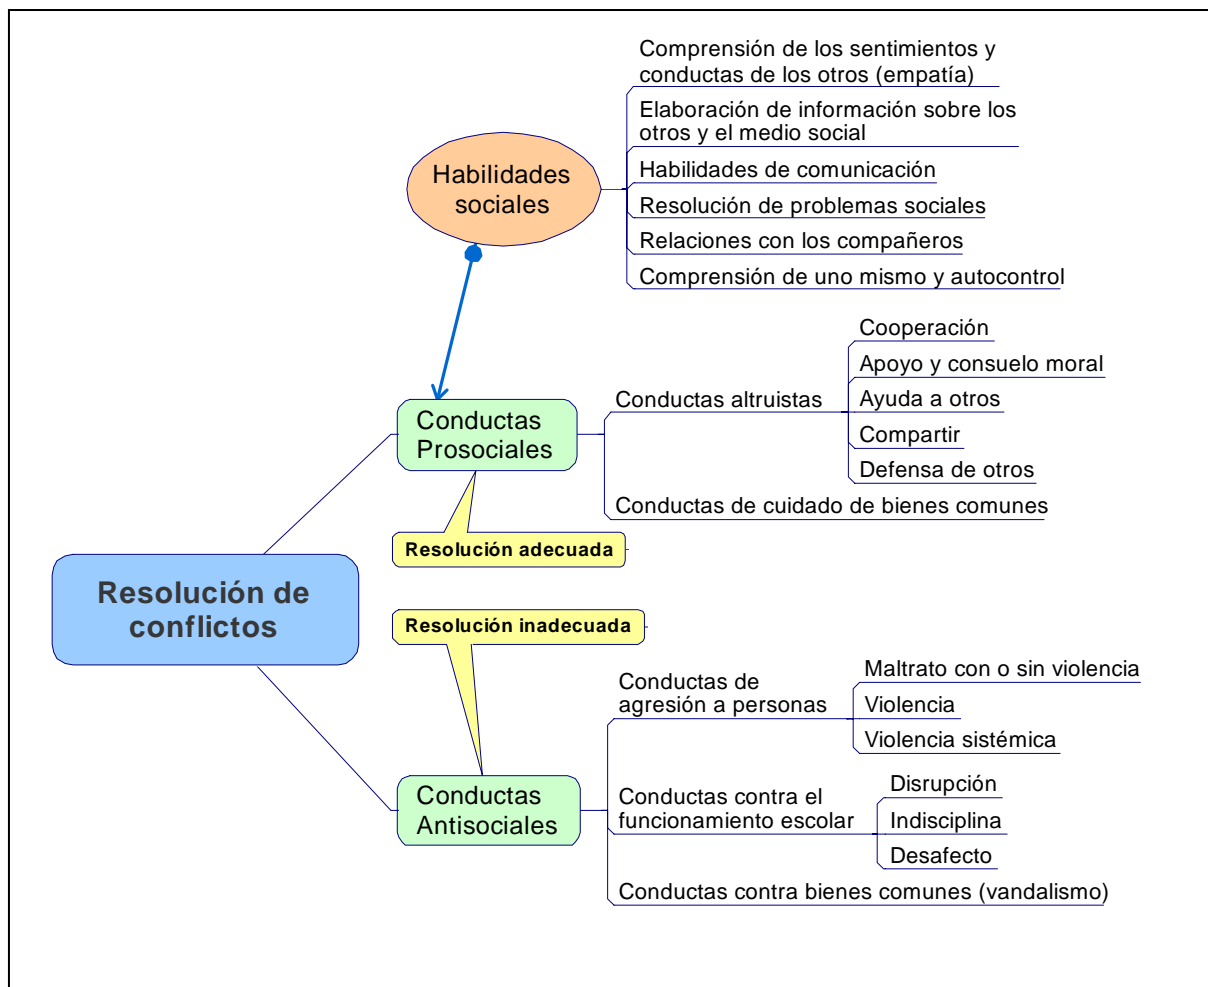 Comprensión de los sentimientos y
conductas de los otros (empatía)
Elaboración de información sobre los
otros y el medio social
Habilidades
sociales
Habilidades de comunicación
Resolución de problemas sociales
Relaciones con los compañeros
Comprensión de uno mismo y autocontrol
Conductas
Prosociales
Conductas altruistas
Cooperación
Apoyo y consuelo moral
Ayuda a otros
Compartir
Defensa de otros
Conductas de cuidado de bienes comunes
Resolución adecuada
Resolución de
conflictos
Resolución inadecuada
Conductas
Antisociales
Conductas de
agresión a personas
Maltrato con o sin violencia
Violencia
Violencia sistémica
Conductas contra el
funcionamiento escolar
Disrupción
Indisciplina
Desafecto
Conductas contra bienes comunes (vandalismo)